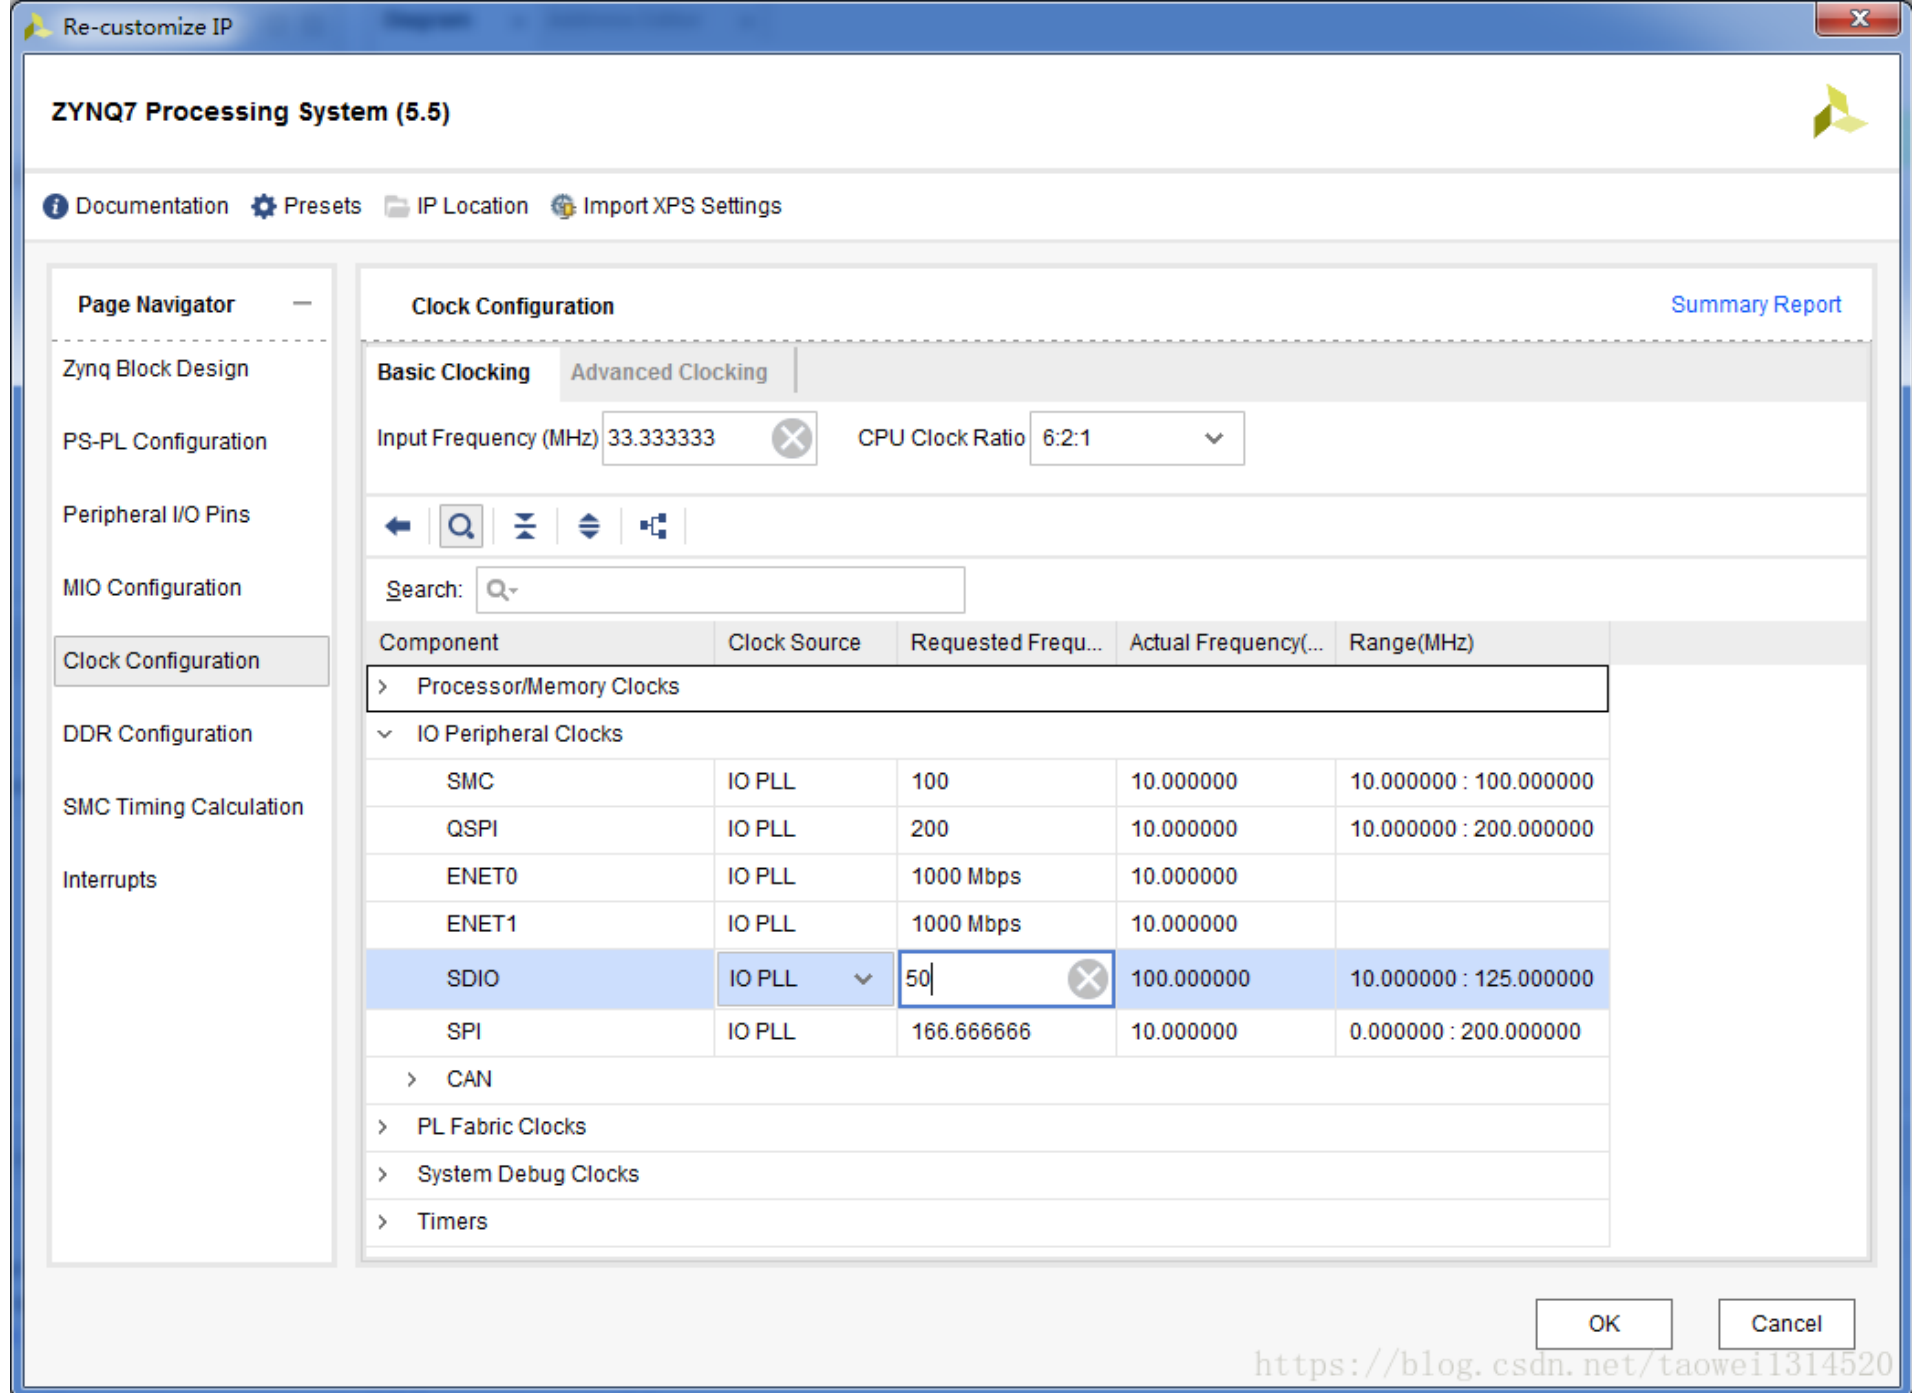 Re-customize IP
ZYNQ7 Processing System (5.5)
Documentation Presets IP Location Import XPS Settings
Page Navigator
Zynq Block Design
PS-PL Configuration
Peripheral I/O Pins
MIO Configuration
Clock Configuration
DDR Configuration
SMC Timing Calculation
Interrupts
Clock Configuration Summary Report
Basic Clocking Advanced Clocking
Input Frequency (MHz) 33.333333 CPU Clock Ratio 6:2:1
Search:
Component Clock Source Requested Frequ... Actual Frequency(... Range(MHz)
Processor/Memory Clocks
IO Peripheral Clocks
SMC IO PLL 100 10.000000 10.000000 : 100.000000
QSPI IO PLL 200 10.000000 10.000000 : 200.000000
ENET0 IO PLL 1000 Mbps 10.000000
ENET1 IO PLL 1000 Mbps 10.000000
SDIO IO PLL 50 100.000000 10.000000 : 125.000000
SPI IO PLL 166.666666 10.000000 0.000000 : 200.000000
CAN
PL Fabric Clocks
System Debug Clocks
Timers
OK Cancel
https://blog.csdn.net/taowei1314520